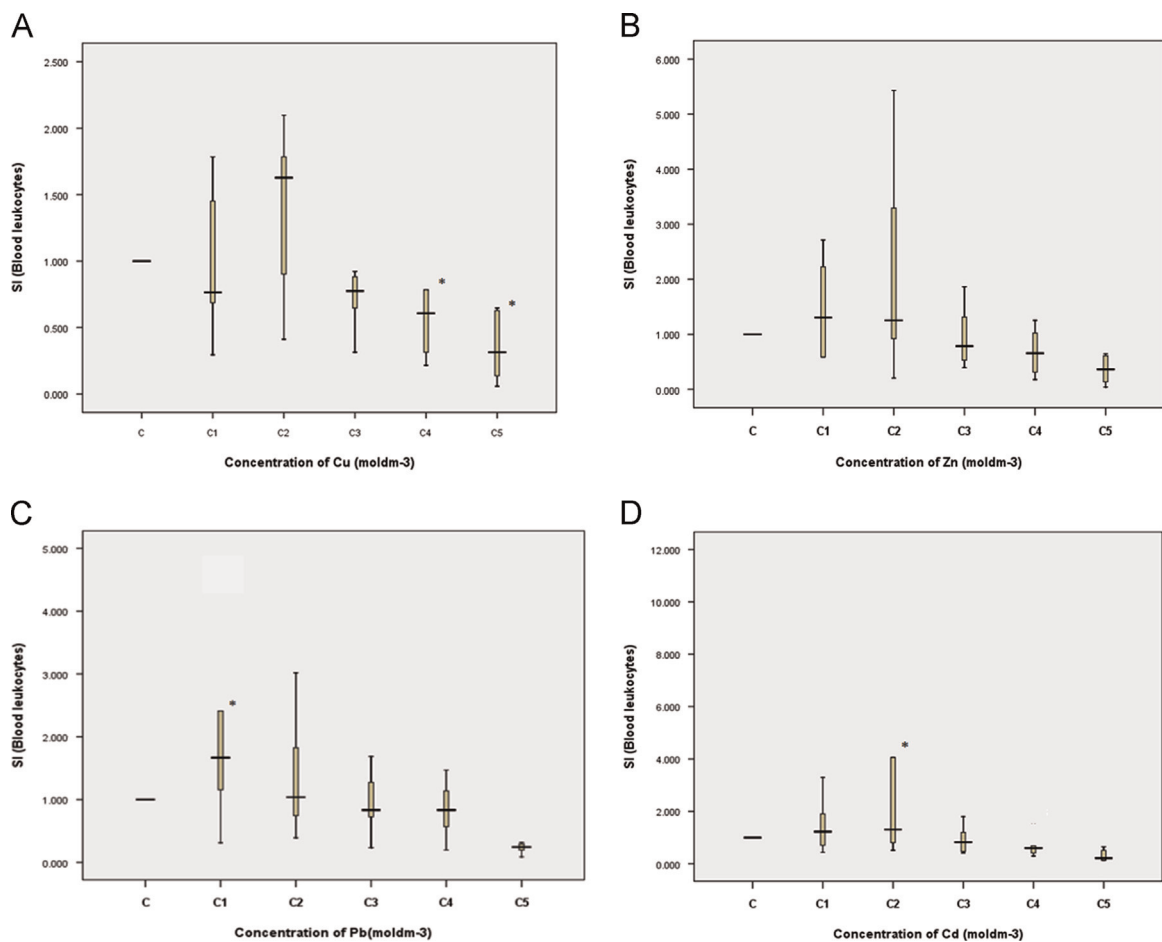 A
SI (Blood leukocytes)
2.500
2.000
1.500
1.000
0.500
0.000
C C1 C2 C3 C4 C5
* *
Concentration of Cu (moldm-3)
B
SI (Blood leukocytes)
6.000
5.000
4.000
3.000
2.000
1.000
0.000
C C1 C2 C3 C4 C5
Concentration of Zn (moldm-3)
C
SI (Blood leukocytes)
5.000
4.000
3.000
2.000
1.000
0.000
*
C C1 C2 C3 C4 C5
Concentration of Pb(moldm-3)
D
SI (Blood leukocytes)
12.000
10.000
8.000
6.000
4.000
2.000
0.000
*
C C1 C2 C3 C4 C5
Concentration of Cd (moldm-3)